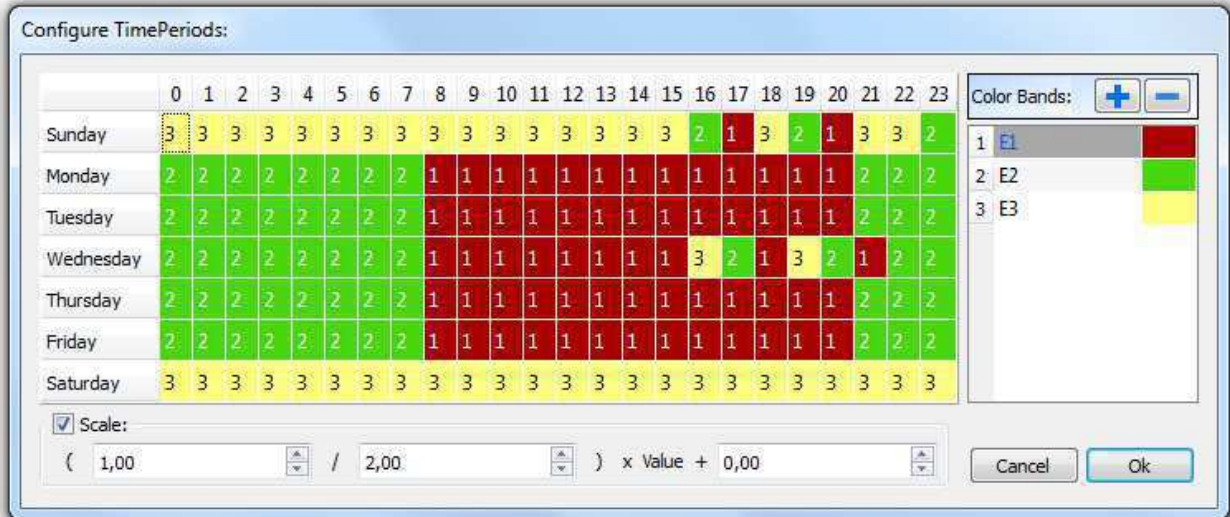 Configure TimePeriods:
0 1 2 3 4 5 6 7 8 9 10 11 12 13 14 15 16 17 18 19 20 21 22 23
Color Bands:
Sunday 3 3 3 3 3 3 3 3 3 3 3 3 3 3 3 3 2 1 3 2 1 3 3 2
1 E1
Monday 2 2 2 2 2 2 2 2 1 1 1 1 1 1 1 1 1 1 1 1 1 2 2 2
2 E2
Tuesday 2 2 2 2 2 2 2 2 1 1 1 1 1 1 1 1 1 1 1 1 1 2 2 2
3 E3
Wednesday 2 2 2 2 2 2 2 2 1 1 1 1 1 1 1 1 3 2 1 3 2 1 2 2
Thursday 2 2 2 2 2 2 2 2 1 1 1 1 1 1 1 1 1 1 1 1 1 2 2 2
Friday 2 2 2 2 2 2 2 2 1 1 1 1 1 1 1 1 1 1 1 1 1 2 2 2
Saturday 3 3 3 3 3 3 3 3 3 3 3 3 3 3 3 3 3 3 3 3 3 3 3 3
Scale:
( 1,00 / 2,00 ) x Value + 0,00
Cancel Ok